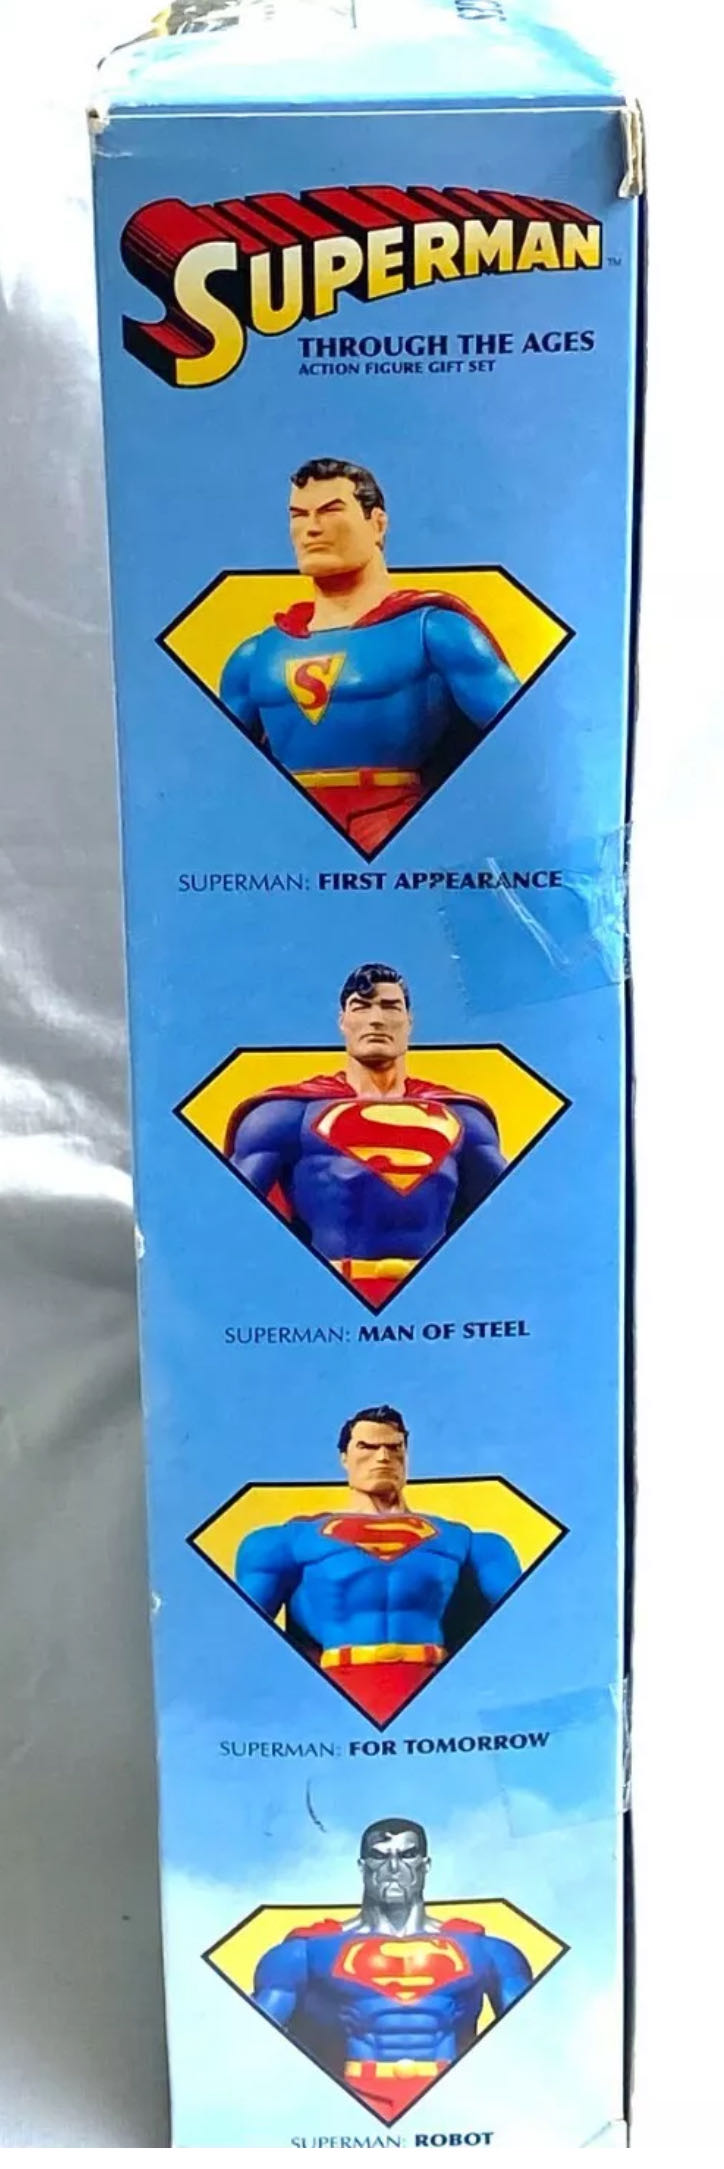 SUPERMAN™
THROUGH THE AGES
ACTION FIGURE GIFT SET
S
SUPERMAN: FIRST APPEARANCE
S
SUPERMAN: MAN OF STEEL
S
SUPERMAN: FOR TOMORROW
S
SUPERMAN: ROBOT